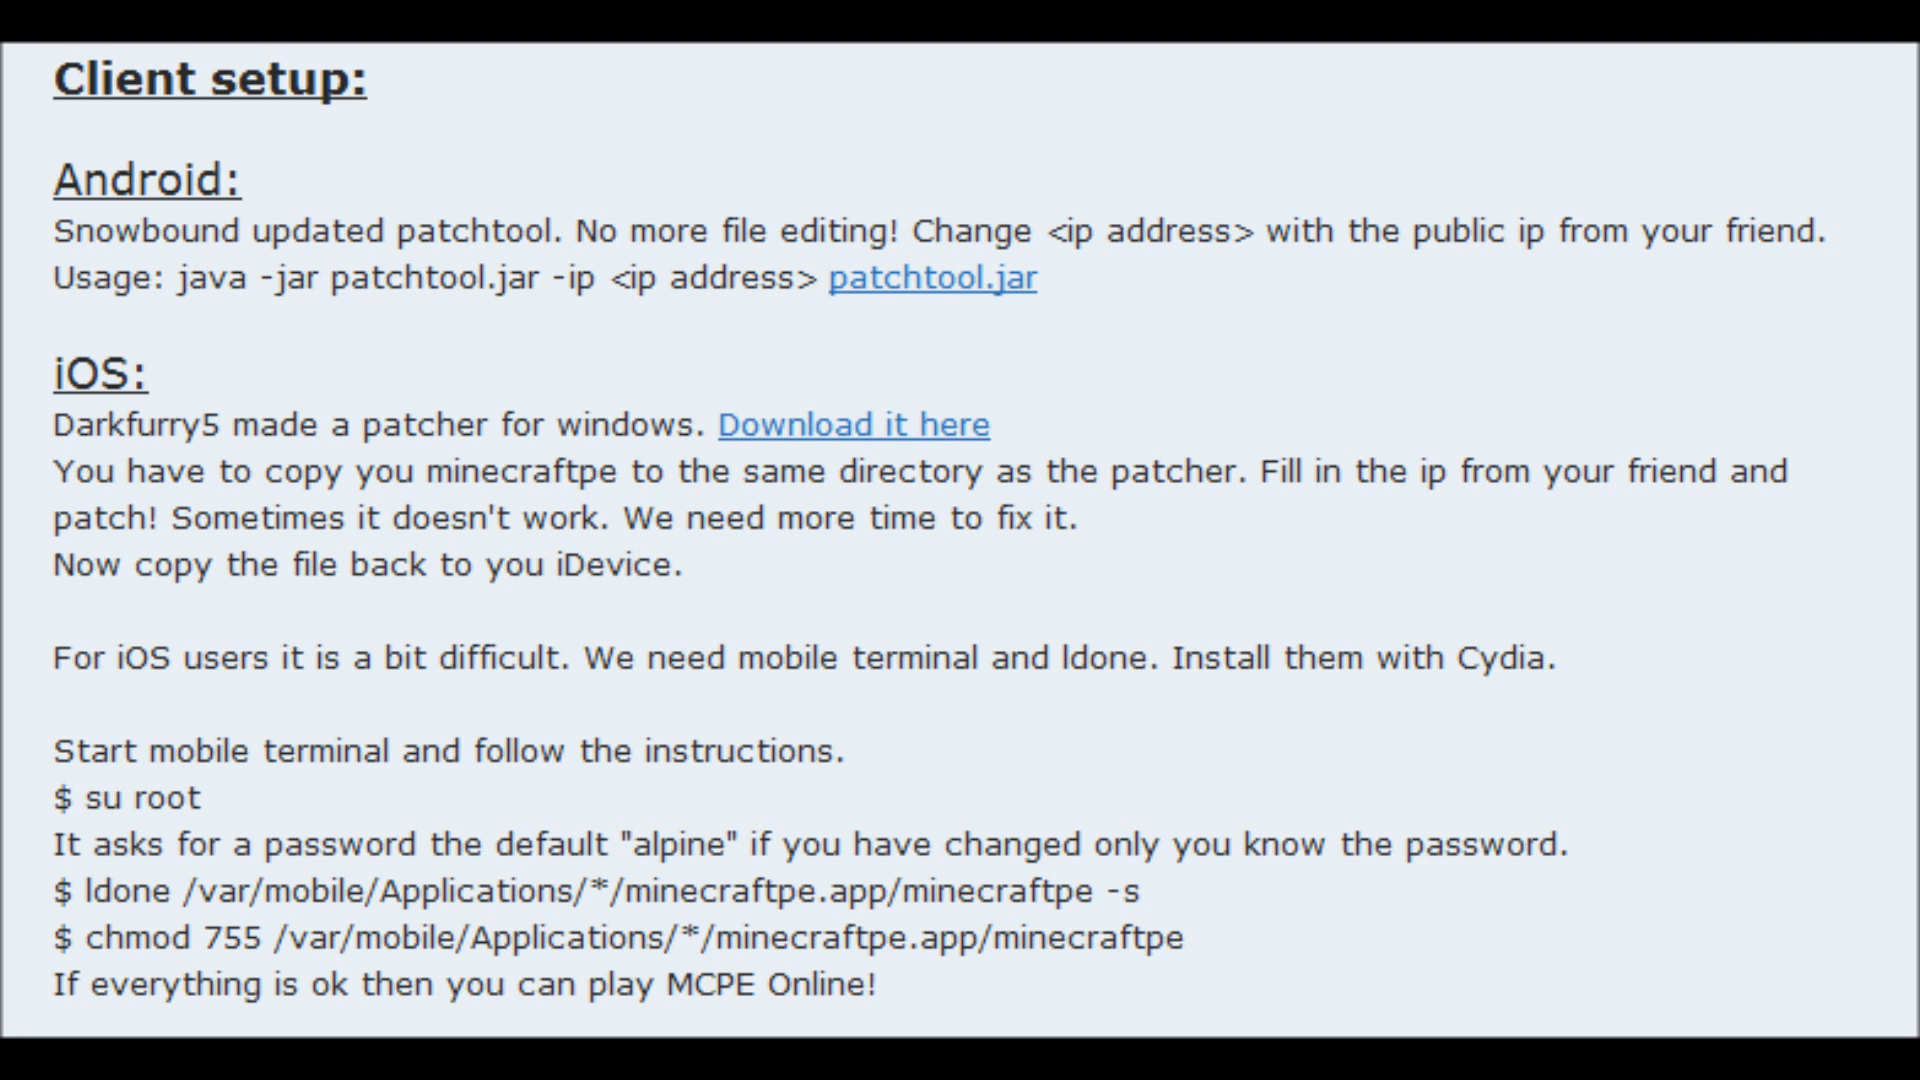 Client setup:
Android:
Snowbound updated patchtool. No more file editing! Change <ip address> with the public ip from your friend.
Usage: java -jar patchtool.jar -ip <ip address> patchtool.jar
iOS:
Darkfurry5 made a patcher for windows. Download it here
You have to copy you minecraftpe to the same directory as the patcher. Fill in the ip from your friend and
patch! Sometimes it doesn't work. We need more time to fix it.
Now copy the file back to you iDevice.
For iOS users it is a bit difficult. We need mobile terminal and ldone. Install them with Cydia.
Start mobile terminal and follow the instructions.
$ su root
It asks for a password the default "alpine" if you have changed only you know the password.
$ ldone /var/mobile/Applications/*/minecraftpe.app/minecraftpe -s
$ chmod 755 /var/mobile/Applications/*/minecraftpe.app/minecraftpe
If everything is ok then you can play MCPE Online!